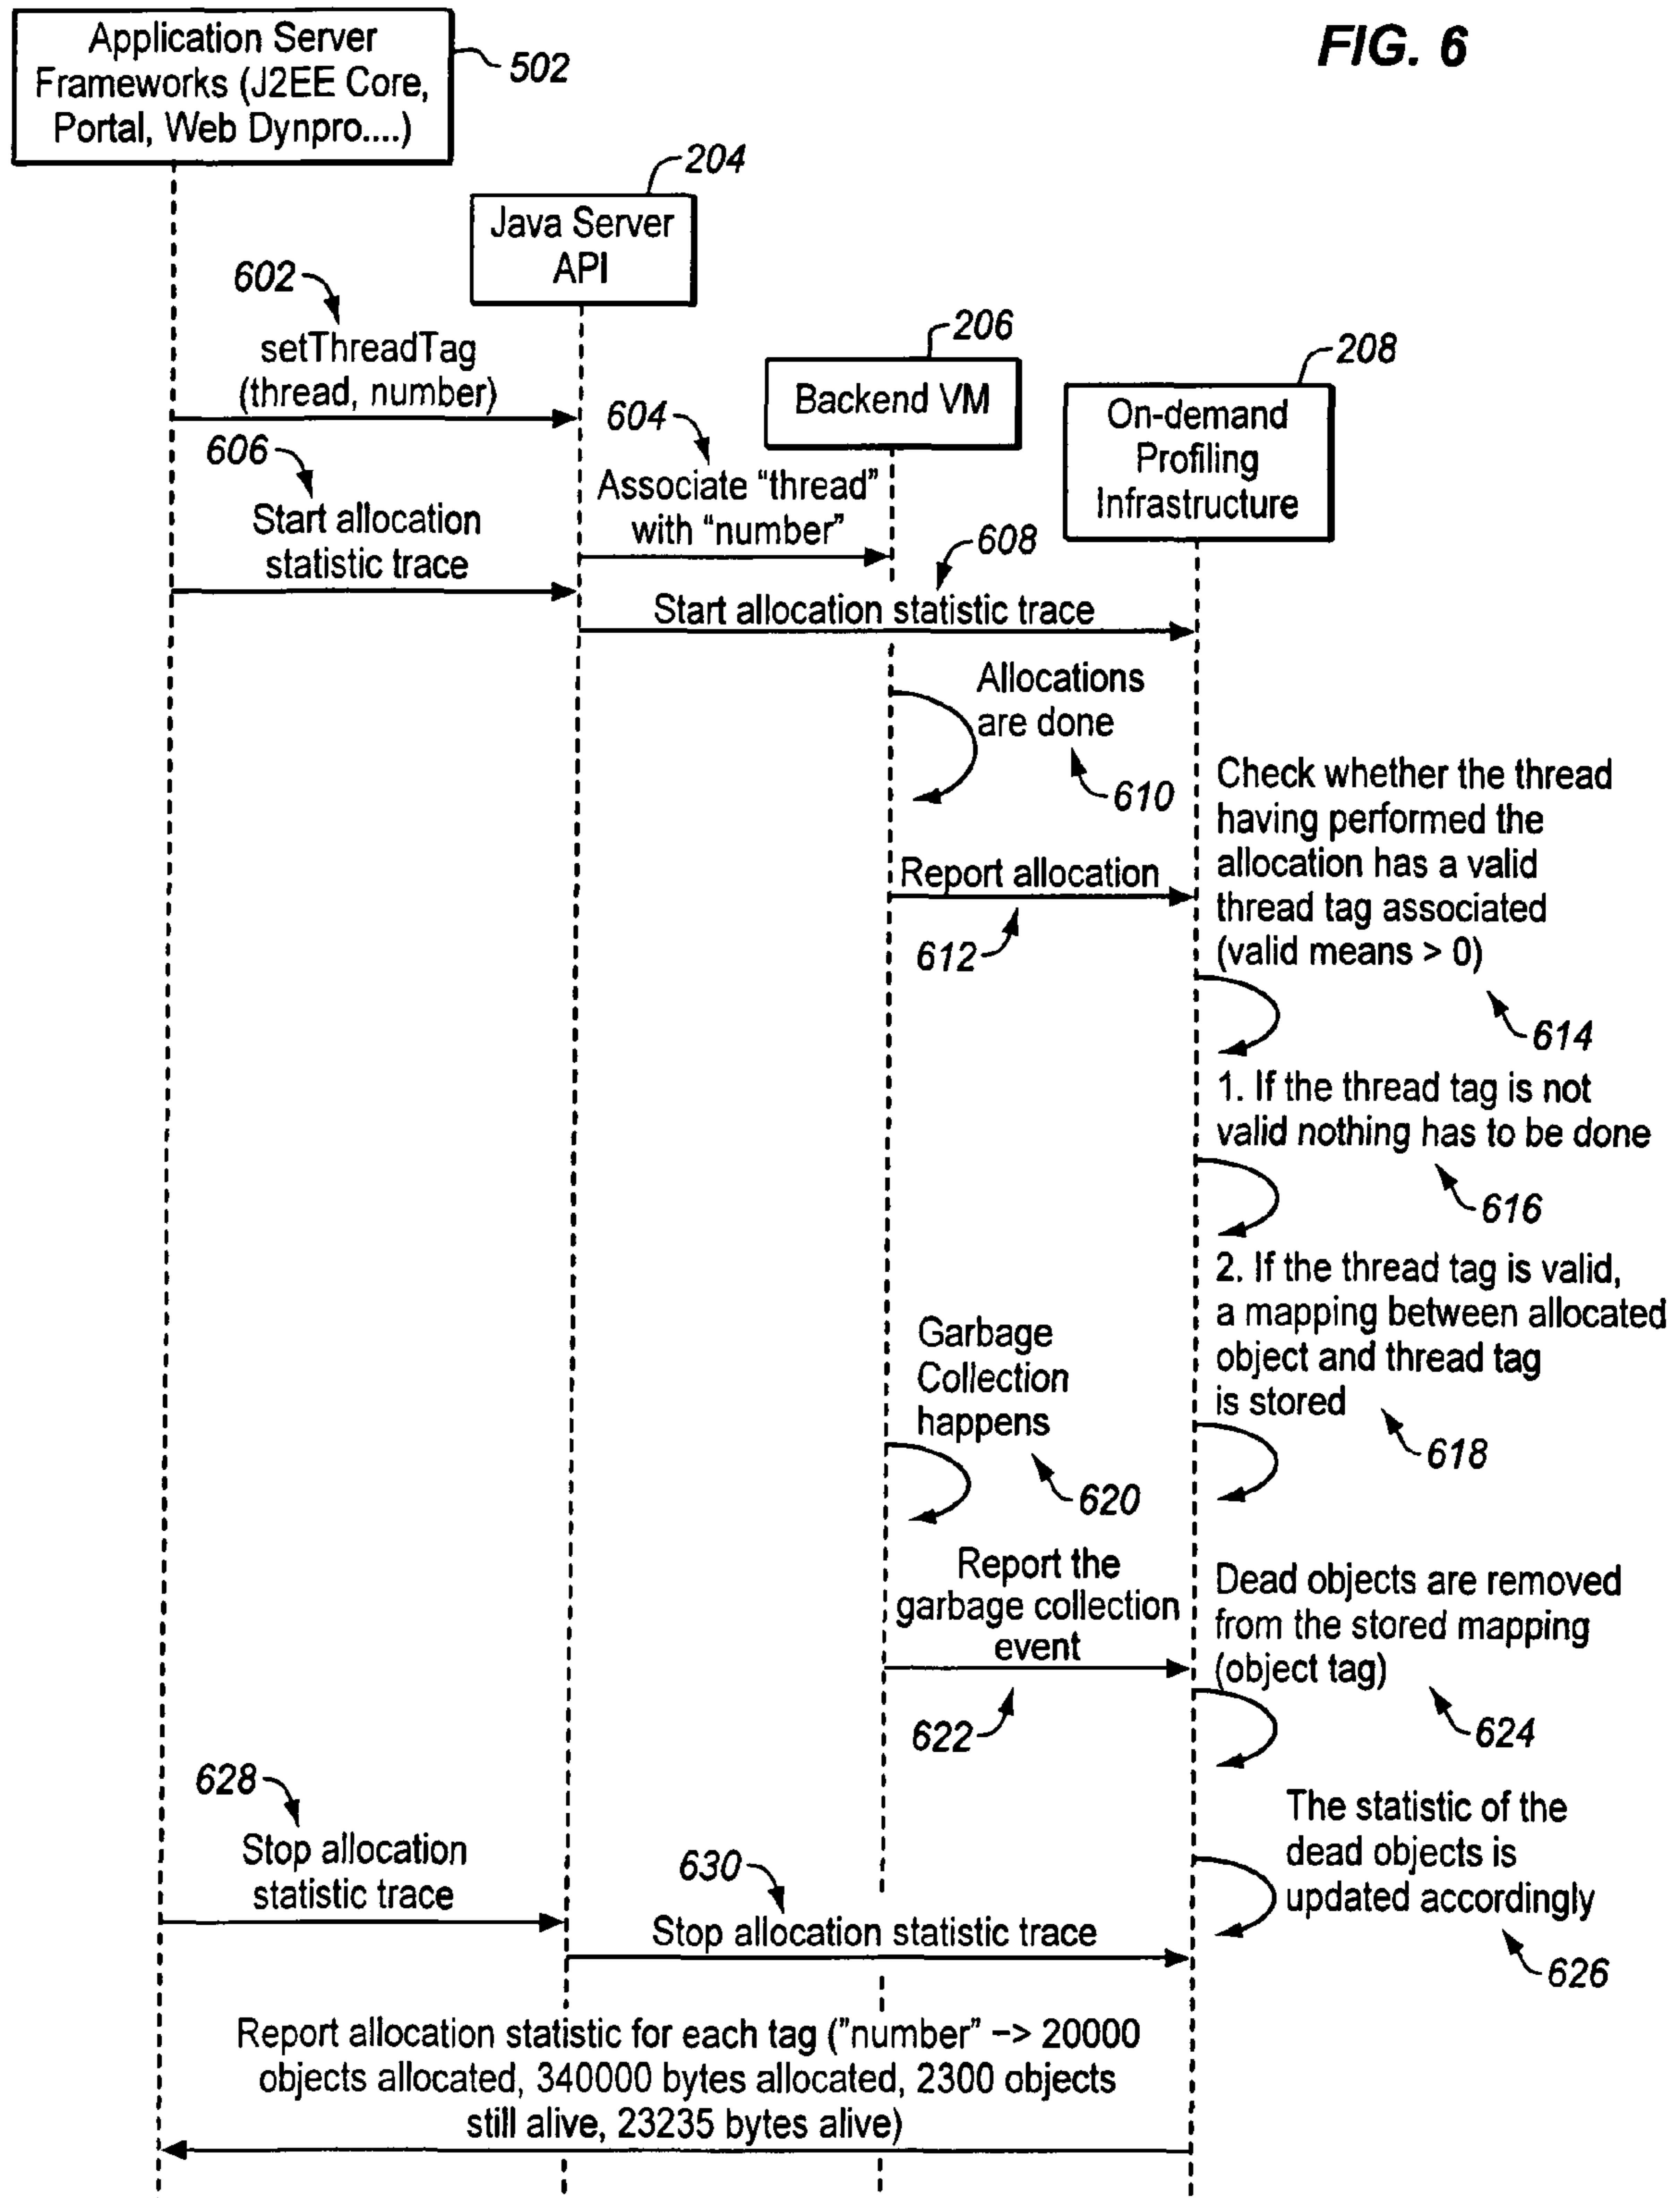 FIG. 6
Application Server
Frameworks (J2EE Core,
Portal, Web Dynpro....)
502
204
Java Server
API
602
setThreadTag
(thread, number)
206
Backend VM
208
On-demand
Profiling
Infrastructure
604
Associate “thread”
with “number”
606
Start allocation
statistic trace
608
Start allocation statistic trace
Allocations
are done
610
Report allocation
612
Check whether the thread
having performed the
allocation has a valid
thread tag associated
(valid means > 0)
614
1. If the thread tag is not
valid nothing has to be done
616
2. If the thread tag is valid,
a mapping between allocated
object and thread tag
is stored
618
Garbage
Collection
happens
620
Report the
garbage collection
event
622
Dead objects are removed
from the stored mapping
(object tag)
624
The statistic of the
dead objects is
updated accordingly
626
628
Stop allocation
statistic trace
630
Stop allocation statistic trace
Report allocation statistic for each tag ("number" –> 20000
objects allocated, 340000 bytes allocated, 2300 objects
still alive, 23235 bytes alive)